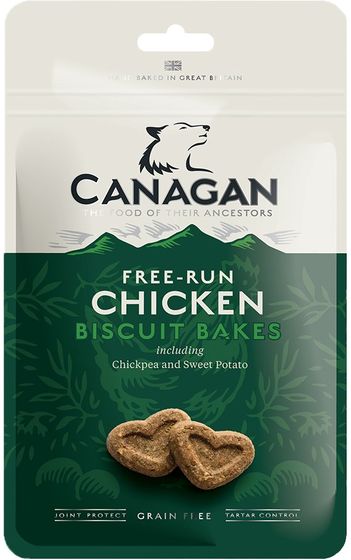 HAND BAKED IN GREAT BRITAIN
CANAGAN
THE FOOD OF THEIR ANCESTORS
FREE-RUN
CHICKEN
BISCUIT BAKES
including
Chickpea and Sweet Potato
JOINT PROTECT
GRAIN FREE
TARTAR CONTROL